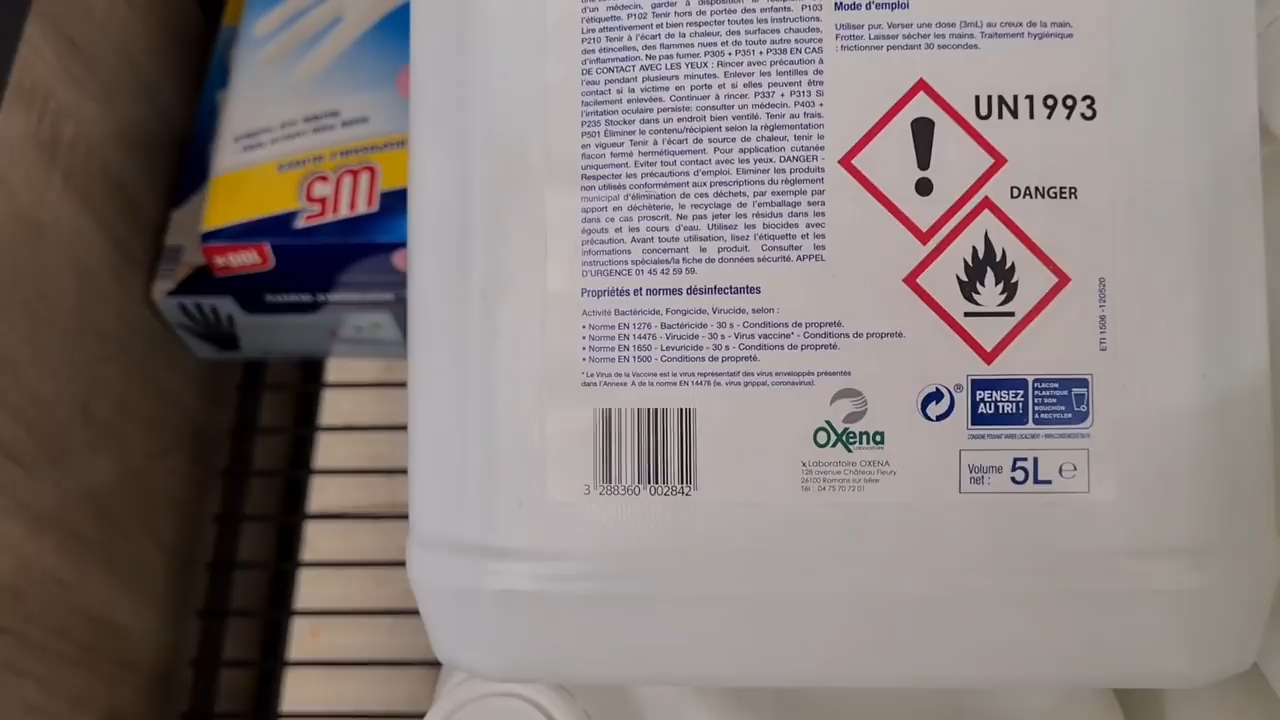 d'un médecin, garder à disposition le
l'étiquette. P102 Tenir hors de portée des enfants. P103
Lire attentivement et bien respecter toutes les instructions.
P210 Tenir à l'écart de la chaleur, des surfaces chaudes,
des étincelles, des flammes nues et de toute autre source
d'inflammation. Ne pas fumer. P305 + P351 + P338 EN CAS
DE CONTACT AVEC LES YEUX : Rincer avec précaution à
l'eau pendant plusieurs minutes. Enlever les lentilles de
contact si la victime en porte et si elles peuvent être
facilement enlevées. Continuer à rincer. P337 + P313 Si
l'irritation oculaire persiste: consulter un médecin. P403 +
P235 Stocker dans un endroit bien ventilé. Tenir au frais.
P501 Éliminer le contenu/récipient selon la règlementation
en vigueur Tenir à l'écart de source de chaleur, tenir le
flacon fermé hermétiquement. Pour application cutanée
uniquement. Eviter tout contact avec les yeux. DANGER -
Respecter les précautions d'emploi. Eliminer les produits
non utilisés conformément aux prescriptions du règlement
municipal d'élimination de ces déchets, par exemple par
apport en déchèterie, le recyclage de l'emballage sera
dans ce cas proscrit. Ne pas jeter les résidus dans les
égouts et les cours d'eau. Utilisez les biocides avec
précaution. Avant toute utilisation, lisez l'étiquette et les
informations concernant le produit. Consulter les
instructions spéciales/la fiche de données sécurité. APPEL
D'URGENCE 01 45 42 59 59.
Propriétés et normes désinfectantes
Activité Bactéricide, Fongicide, Virucide, selon :
• Norme EN 1276 - Bactéricide - 30 s - Conditions de propreté.
• Norme EN 14476 - Virucide - 30 s - Virus vaccine* - Conditions de propreté.
• Norme EN 1650 - Levuricide - 30 s - Conditions de propreté.
• Norme EN 1500 - Conditions de propreté.
* Le Virus de la Vaccine est le virus représentatif des virus enveloppés présentés
dans l'Annexe A de la norme EN 14476 (ie. virus grippal, coronavirus).
3 288360 002842
Mode d'emploi
Utiliser pur. Verser une dose (3mL) au creux de la main.
Frotter. Laisser sécher les mains. Traitement hygiénique
: frictionner pendant 30 secondes.
UN1993
DANGER
ETI 1506 -120520
OXena
Laboratoire
Laboratoire OXENA
128 avenue Château Fleury
26100 Romans sur Isère
Tél : 04 75 70 72 01
®
PENSEZ
AU TRI !
FLACON
PLASTIQUE
ET SON
BOUCHON
À RECYCLER
CONSIGNE POUVANT VARIER LOCALEMENT • WWW.CONSIGNESDETRI.FR
Volume
net :
5L e
W5
100x